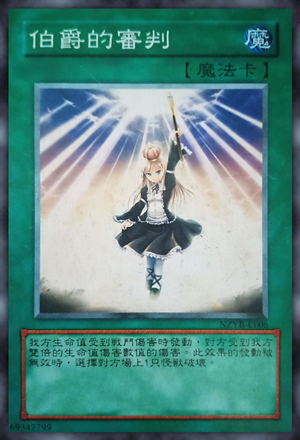 伯爵的審判
魔
【魔法卡】
我方生命值受到戰鬥傷害時發動，對方受到我方
雙倍的生命值傷害數值的傷害。此效果的發動被
無效時，選擇對方場上1只怪獸破壞。
69342799